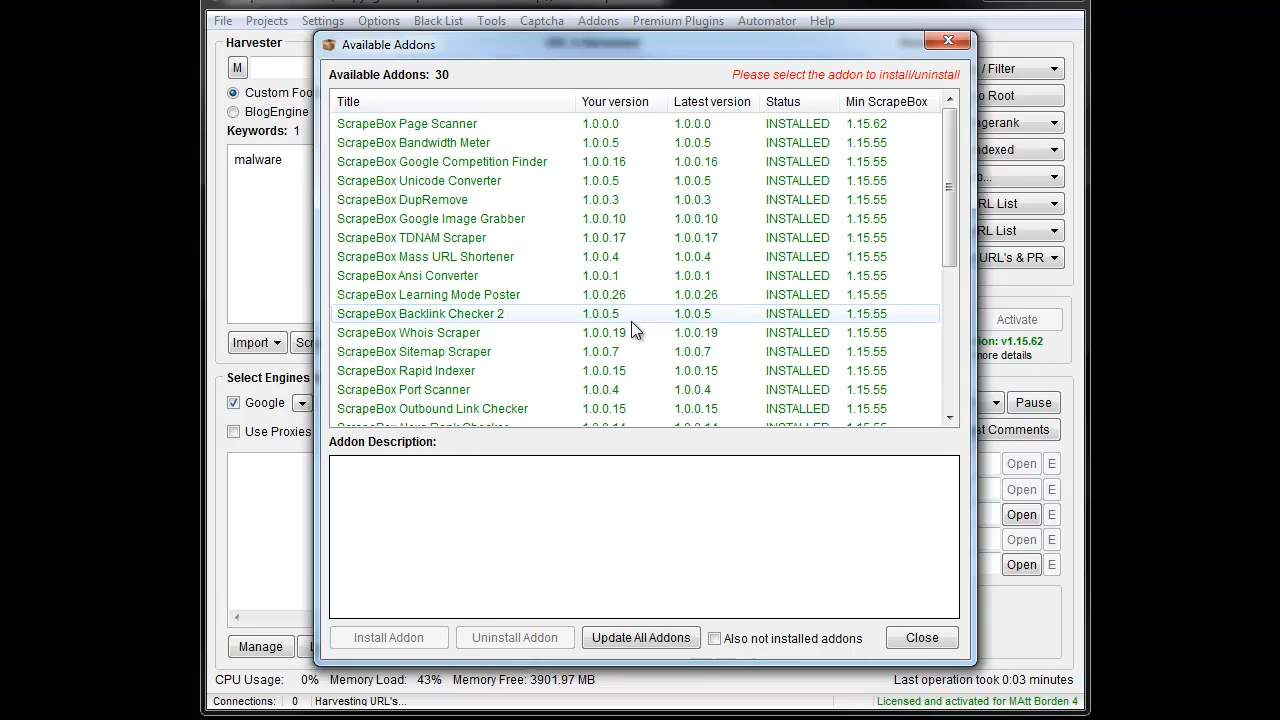 File Projects Settings Options Black List Tools Captcha Addons Premium Plugins Automator Help
Available Addons
Harvester
M
Custom Foo
BlogEngine
Keywords: 1
malware
Import
Select Engines
Google
Use Proxies
Manage
Available Addons: 30
Please select the addon to install/uninstall
Title Your version Latest version Status Min ScrapeBox
ScrapeBox Page Scanner 1.0.0.0 1.0.0.0 INSTALLED 1.15.62
ScrapeBox Bandwidth Meter 1.0.0.5 1.0.0.5 INSTALLED 1.15.55
ScrapeBox Google Competition Finder 1.0.0.16 1.0.0.16 INSTALLED 1.15.55
ScrapeBox Unicode Converter 1.0.0.5 1.0.0.5 INSTALLED 1.15.55
ScrapeBox DupRemove 1.0.0.3 1.0.0.3 INSTALLED 1.15.55
ScrapeBox Google Image Grabber 1.0.0.10 1.0.0.10 INSTALLED 1.15.55
ScrapeBox TDNAM Scraper 1.0.0.17 1.0.0.17 INSTALLED 1.15.55
ScrapeBox Mass URL Shortener 1.0.0.4 1.0.0.4 INSTALLED 1.15.55
ScrapeBox Ansi Converter 1.0.0.1 1.0.0.1 INSTALLED 1.15.55
ScrapeBox Learning Mode Poster 1.0.0.26 1.0.0.26 INSTALLED 1.15.55
ScrapeBox Backlink Checker 2 1.0.0.5 1.0.0.5 INSTALLED 1.15.55
ScrapeBox Whois Scraper 1.0.0.19 1.0.0.19 INSTALLED 1.15.55
ScrapeBox Sitemap Scraper 1.0.0.7 1.0.0.7 INSTALLED 1.15.55
ScrapeBox Rapid Indexer 1.0.0.15 1.0.0.15 INSTALLED 1.15.55
ScrapeBox Port Scanner 1.0.0.4 1.0.0.4 INSTALLED 1.15.55
ScrapeBox Outbound Link Checker 1.0.0.15 1.0.0.15 INSTALLED 1.15.55
Addon Description:
Install Addon Uninstall Addon Update All Addons Also not installed addons Close
/ Filter
o Root
agerank
dexed
RL List
RL List
URL's & PR
Activate
ion: v1.15.62
more details
Pause
st Comments
Open E
Open E
Open E
Open E
Open E
CPU Usage: 0% Memory Load: 43% Memory Free: 3901.97 MB Last operation took 0:03 minutes
Connections: 0 Harvesting URL's... Licensed and activated for MAtt Borden 4